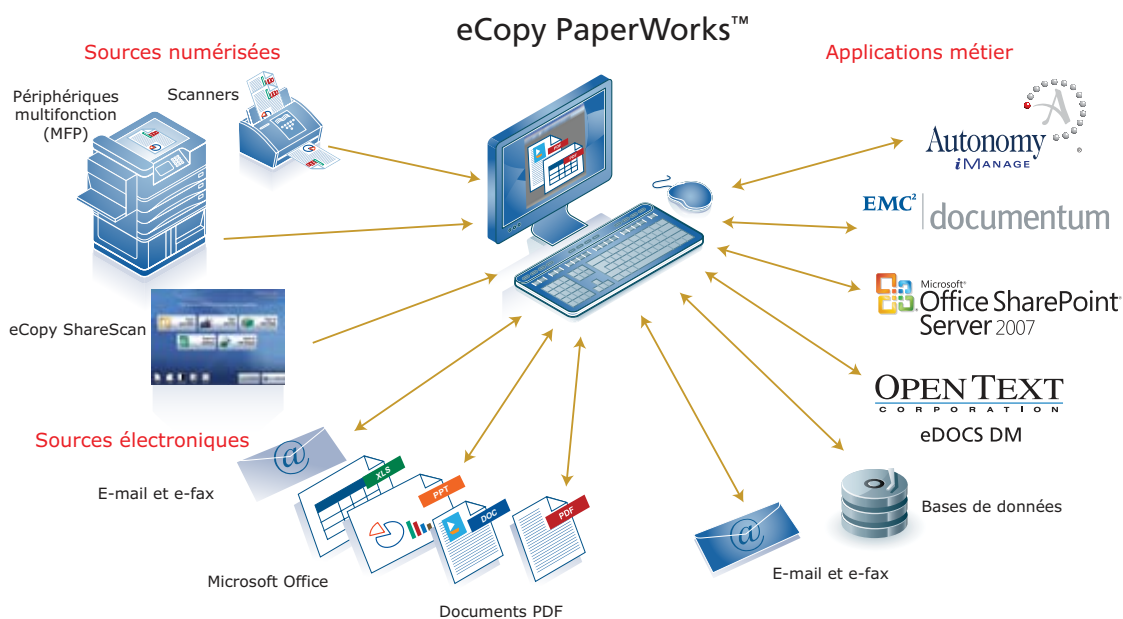 eCopy PaperWorks™
Sources numérisées
Périphériques
multifonction
(MFP)
Scanners
eCopy ShareScan
Sources électroniques
E-mail et e-fax
@
XLS
PPT
DOC
PDF
Microsoft Office
Documents PDF
Applications métier
A
Autonomy
iMANAGE
EMC² documentum
Microsoft®
Office SharePoint®
Server 2007
OPEN TEXT
CORPORATION
eDOCS DM
Bases de données
@
E-mail et e-fax
PDF